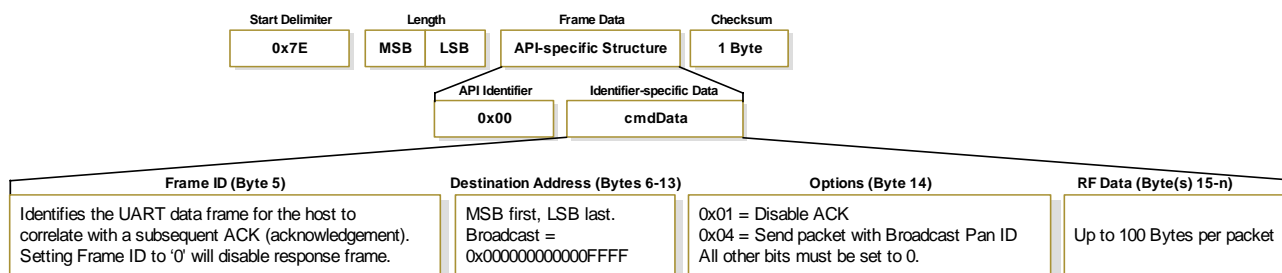 Start Delimiter Length Frame Data Checksum
0x7E MSB LSB API-specific Structure 1 Byte
API Identifier Identifier-specific Data
0x00 cmdData
Frame ID (Byte 5)
Identifies the UART data frame for the host to
correlate with a subsequent ACK (acknowledgement).
Setting Frame ID to ‘0’ will disable response frame.
Destination Address (Bytes 6-13)
MSB first, LSB last.
Broadcast =
0x000000000000FFFF
Options (Byte 14)
0x01 = Disable ACK
0x04 = Send packet with Broadcast Pan ID
All other bits must be set to 0.
RF Data (Byte(s) 15-n)
Up to 100 Bytes per packet